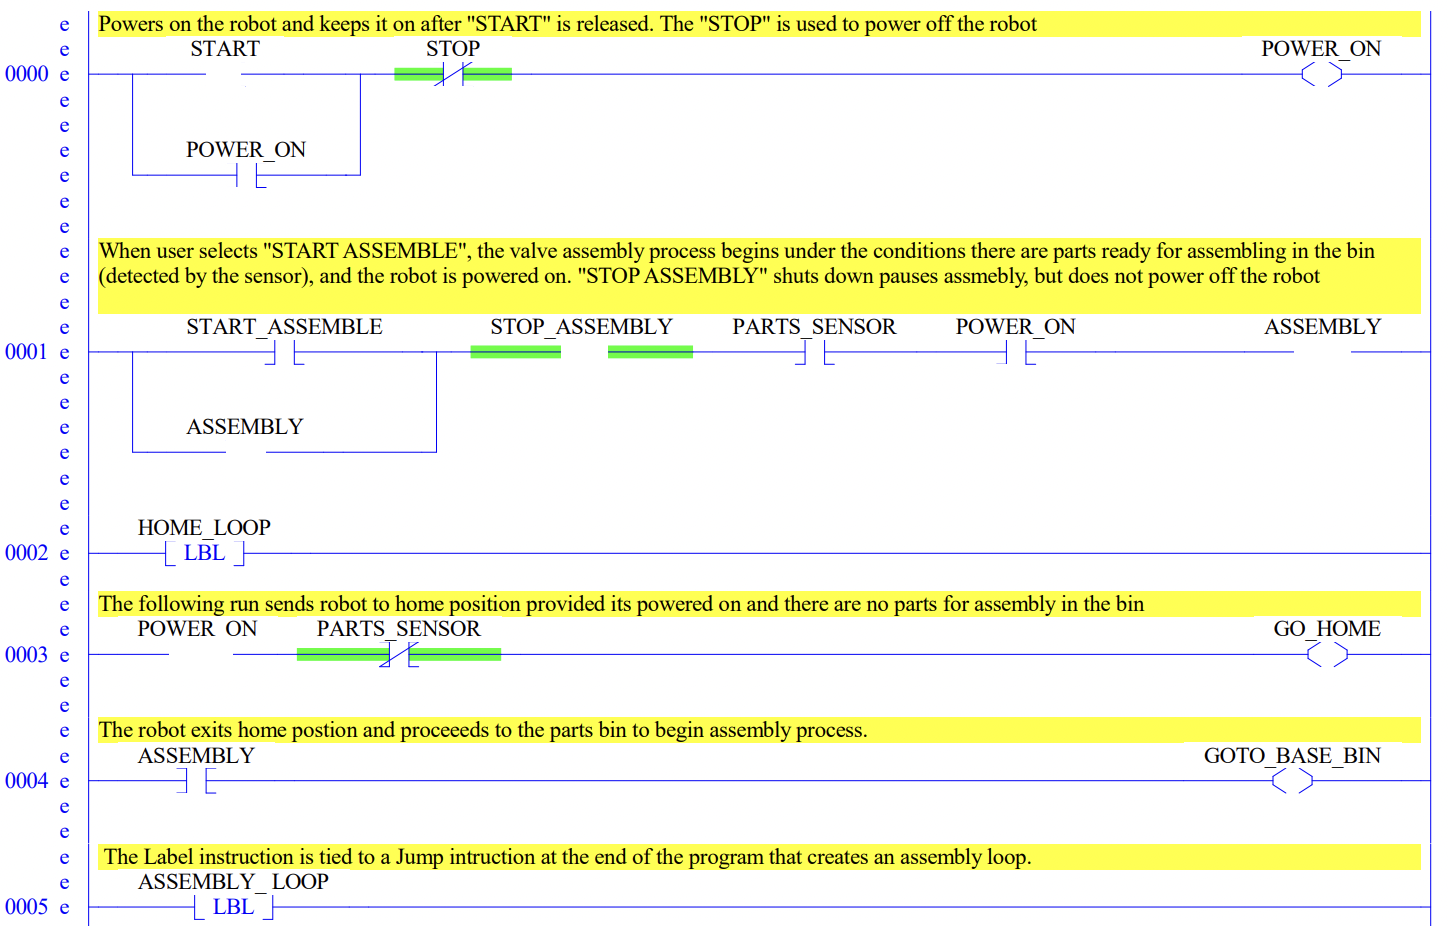 e Powers on the robot and keeps it on after "START" is released. The "STOP" is used to power off the robot
e START STOP POWER_ON
0000 e
e
e
e POWER_ON
e
e
e
e When user selects "START ASSEMBLE", the valve assembly process begins under the conditions there are parts ready for assembling in the bin
e (detected by the sensor), and the robot is powered on. "STOP ASSEMBLY" shuts down pauses assmebly, but does not power off the robot
e
e START_ASSEMBLE STOP_ASSEMBLY PARTS_SENSOR POWER_ON ASSEMBLY
0001 e
e
e
e ASSEMBLY
e
e
e
e HOME_LOOP
0002 e LBL
e
e The following run sends robot to home position provided its powered on and there are no parts for assembly in the bin
e POWER ON PARTS_SENSOR GO_HOME
0003 e
e
e
e The robot exits home postion and proceeeds to the parts bin to begin assembly process.
e ASSEMBLY GOTO_BASE_BIN
0004 e
e
e
e The Label instruction is tied to a Jump intruction at the end of the program that creates an assembly loop.
e ASSEMBLY_LOOP
0005 e LBL